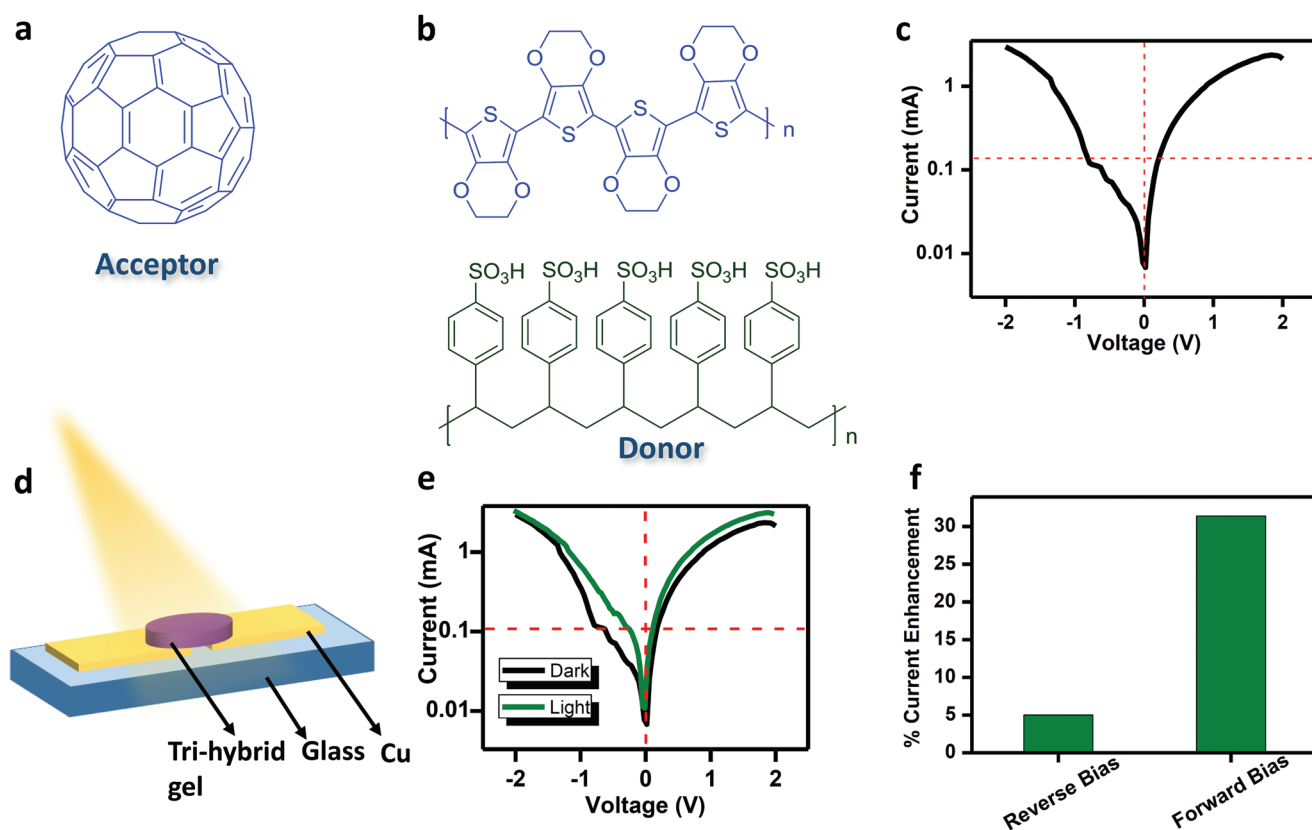 a
Acceptor
b
O O O O
S S
[ ]n
S S
O O O O
SO3H SO3H SO3H SO3H SO3H
[ ]n
Donor
c
Current (mA)
1
0.1
0.01
-2 -1 0 1 2
Voltage (V)
d
Tri-hybrid
gel
Glass
Cu
e
Current (mA)
1
0.1
0.01
Dark
Light
-2 -1 0 1 2
Voltage (V)
f
% Current Enhancement
30
25
20
15
10
5
0
Reverse Bias
Forward Bias